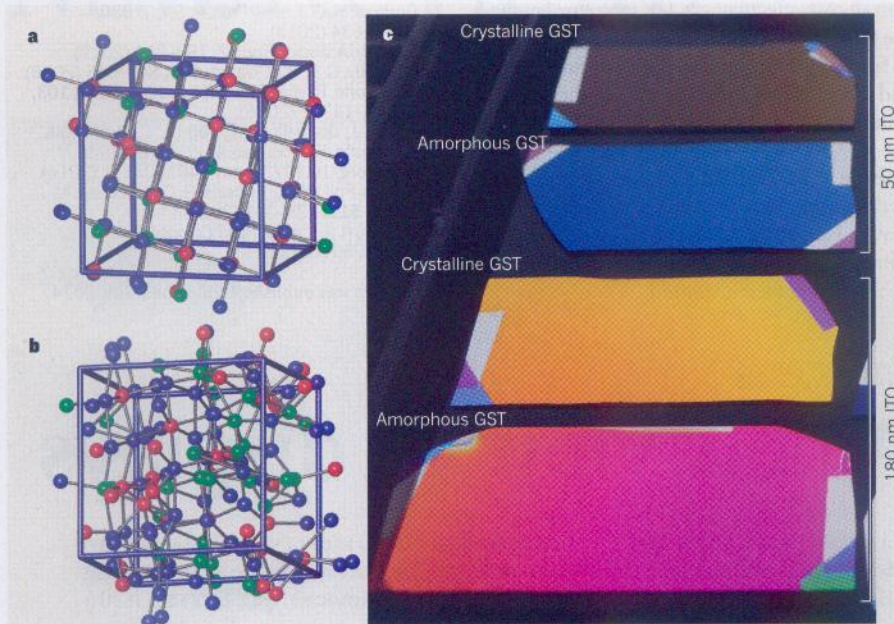 a
b
c
Crystalline GST
Amorphous GST
50 nm ITO
Crystalline GST
Amorphous GST
180 nm ITO